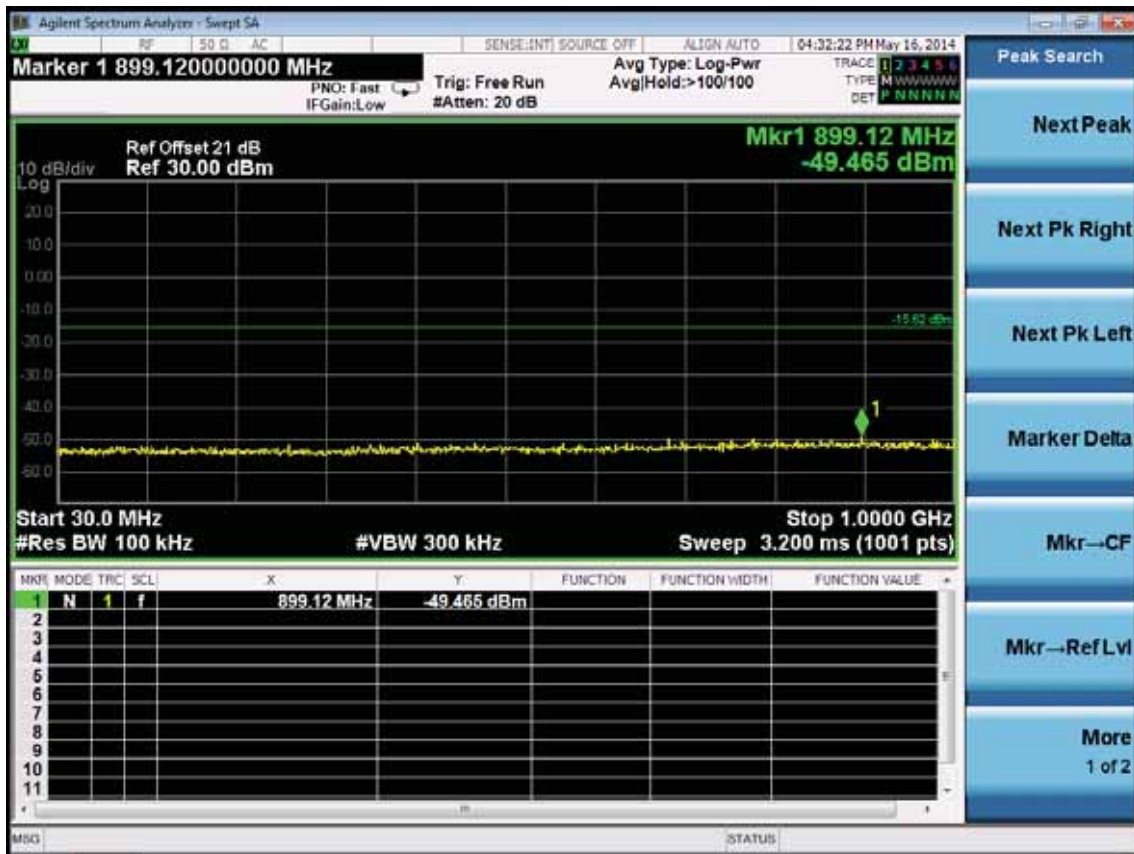 Agilent Spectrum Analyzer - Swept SA
LXI RF 50 Ω AC SENSE:INT SOURCE OFF ALIGN AUTO 04:32:22 PM May 16, 2014
Marker 1 899.120000000 MHz
PNO: Fast
IFGain:Low
Trig: Free Run
#Atten: 20 dB
Avg Type: Log-Pwr
Avg|Hold:>100/100
TRACE 1 2 3 4 5 6
TYPE M W W W W W
DET P N N N N N
Mkr1 899.12 MHz
-49.465 dBm
Ref Offset 21 dB
10 dB/div Ref 30.00 dBm
Log
20.0
10.0
0.00
-10.0
-15.62 dBm
-20.0
-30.0
-40.0
1
-50.0
-60.0
Start 30.0 MHz Stop 1.0000 GHz
#Res BW 100 kHz #VBW 300 kHz Sweep 3.200 ms (1001 pts)
MKR MODE TRC SCL X Y FUNCTION FUNCTION WIDTH FUNCTION VALUE
1 N 1 f 899.12 MHz -49.465 dBm
2
3
4
5
6
7
8
9
10
11
MSG STATUS
Peak Search
Next Peak
Next Pk Right
Next Pk Left
Marker Delta
Mkr→CF
Mkr→Ref Lvl
More
1 of 2